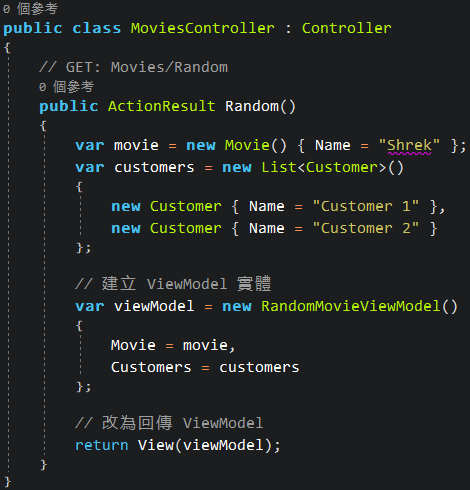 0 個參考
public class MoviesController : Controller
{
    // GET: Movies/Random
    0 個參考
    public ActionResult Random()
    {
        var movie = new Movie() { Name = "Shrek" };
        var customers = new List<Customer>()
        {
            new Customer { Name = "Customer 1" },
            new Customer { Name = "Customer 2" }
        };

        // 建立 ViewModel 實體
        var viewModel = new RandomMovieViewModel()
        {
            Movie = movie,
            Customers = customers
        };

        // 改為回傳 ViewModel
        return View(viewModel);
    }
}